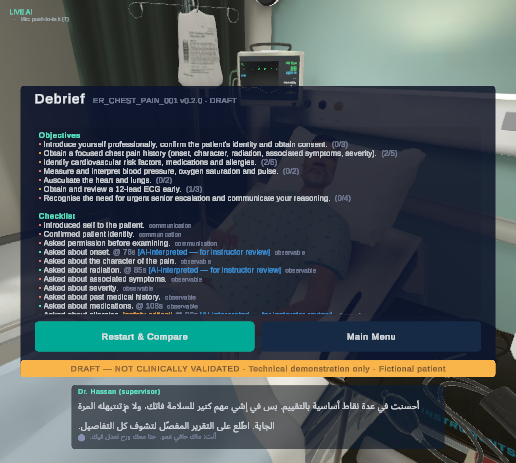 LIVE AI
Mic: push-to-talk (T)
Debrief ER_CHEST_PAIN_001 v0.2.0 - DRAFT
Objectives
• Introduce yourself professionally, confirm the patient's identity and obtain consent. (0/3)
• Obtain a focused chest pain history (onset, character, radiation, associated symptoms, severity). (2/5)
• Identify cardiovascular risk factors, medications and allergies. (2/5)
• Measure and interpret blood pressure, oxygen saturation and pulse. (0/2)
• Auscultate the heart and lungs. (0/2)
• Obtain and review a 12-lead ECG early. (1/3)
• Recognise the need for urgent senior escalation and communicate your reasoning. (0/4)
Checklist
• Introduced self to the patient. communication
• Confirmed patient identity. communication
• Asked permission before examining. communication
• Asked about onset. @ 76s [AI-interpreted — for instructor review] observable
• Asked about the character of the pain. observable
• Asked about radiation. @ 85s [AI-interpreted — for instructor review] observable
• Asked about associated symptoms. observable
• Asked about severity. observable
• Asked about past medical history. observable
• Asked about medications. @ 108s observable
Restart & Compare
Main Menu
DRAFT — NOT CLINICALLY VALIDATED - Technical demonstration only - Fictional patient
Dr. Hassan (supervisor)
أحسنت في عدة نقاط أساسية بالتقييم. بس في إشي مهم كتير للسلامة فاتك، ولا تنتبهله المرة
الجاية. اطّلع على التقرير المفصّل لتشوف كل التفاصيل.